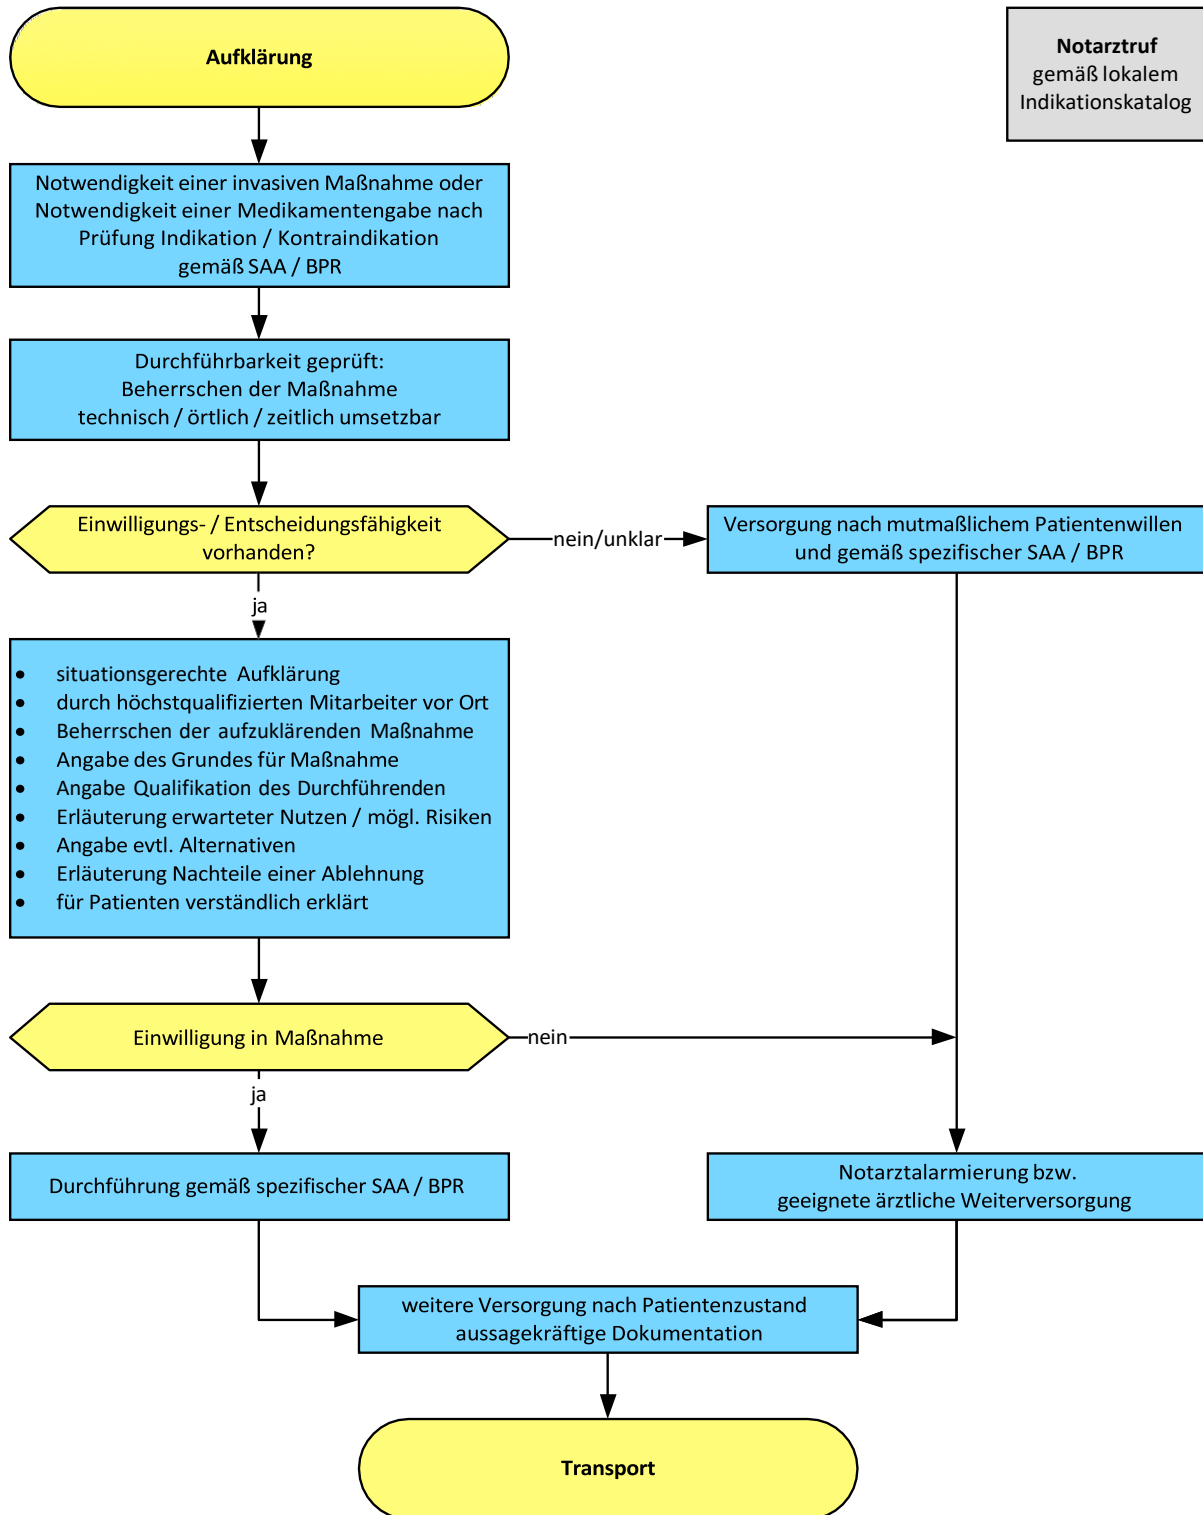 Aufklärung
Notarztruf
gemäß lokalem
Indikationskatalog
Notwendigkeit einer invasiven Maßnahme oder
Notwendigkeit einer Medikamentengabe nach
Prüfung Indikation / Kontraindikation
gemäß SAA / BPR
Durchführbarkeit geprüft:
Beherrschen der Maßnahme
technisch / örtlich / zeitlich umsetzbar
Einwilligungs- / Entscheidungsfähigkeit
vorhanden?
nein/unklar
Versorgung nach mutmaßlichem Patientenwillen
und gemäß spezifischer SAA / BPR
ja
• situationsgerechte Aufklärung
• durch höchstqualifizierten Mitarbeiter vor Ort
• Beherrschen der aufzuklärenden Maßnahme
• Angabe des Grundes für Maßnahme
• Angabe Qualifikation des Durchführenden
• Erläuterung erwarteter Nutzen / mögl. Risiken
• Angabe evtl. Alternativen
• Erläuterung Nachteile einer Ablehnung
• für Patienten verständlich erklärt
Einwilligung in Maßnahme
nein
ja
Durchführung gemäß spezifischer SAA / BPR
Notarztalarmierung bzw.
geeignete ärztliche Weiterversorgung
weitere Versorgung nach Patientenzustand
aussagekräftige Dokumentation
Transport